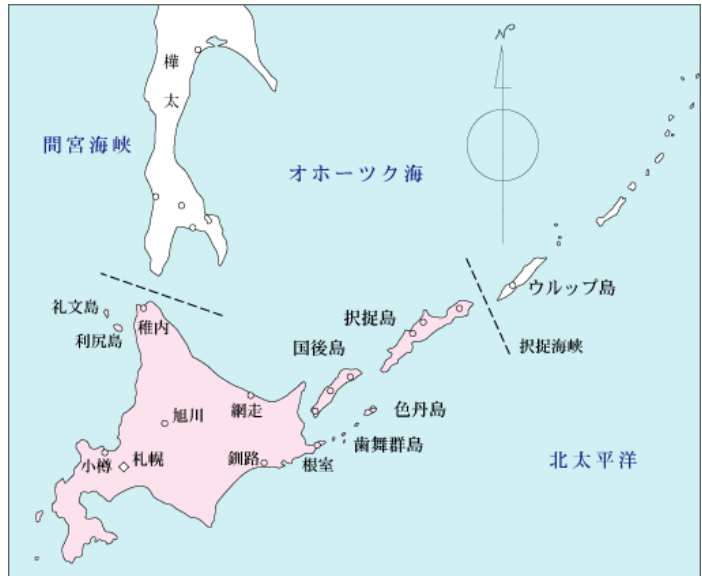 N
樺太
間宮海峡
オホーツク海
ウルップ島
礼文島
択捉島
利尻島
稚内
択捉海峡
国後島
色丹島
網走
旭川
歯舞群島
小樽
札幌
釧路
根室
北太平洋